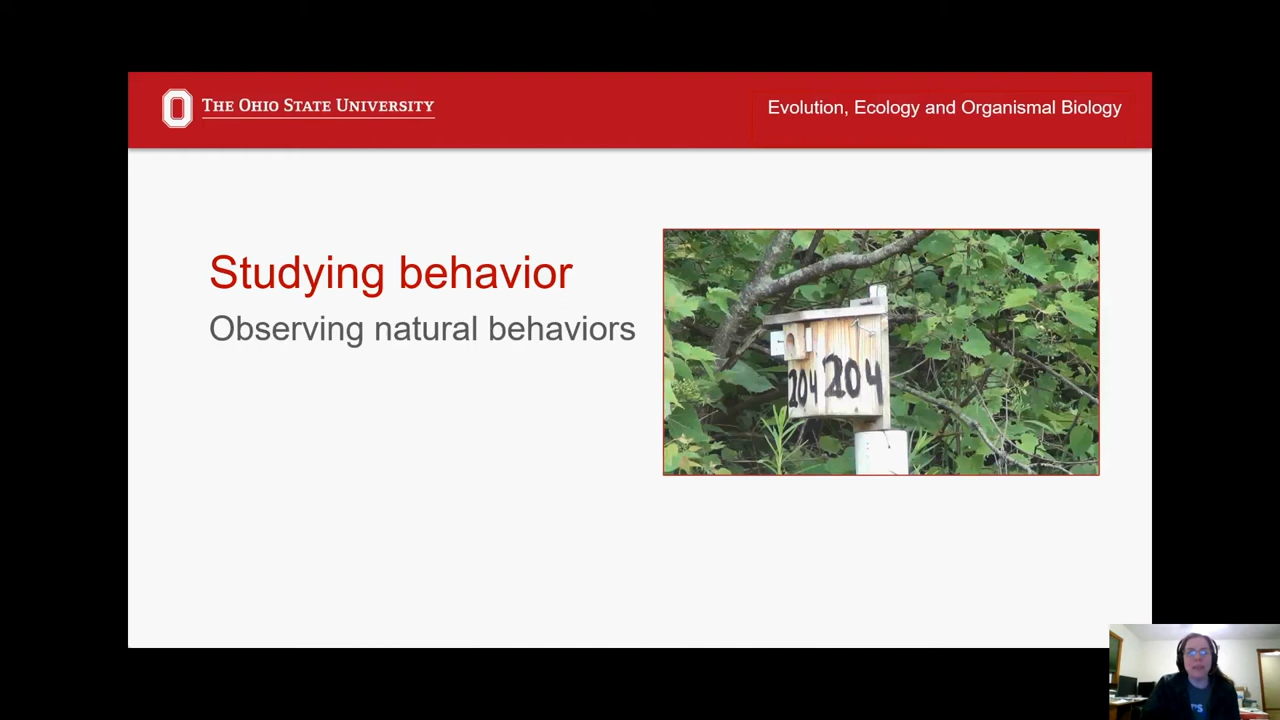 THE OHIO STATE UNIVERSITY
Evolution, Ecology and Organismal Biology
Studying behavior
Observing natural behaviors
204 204